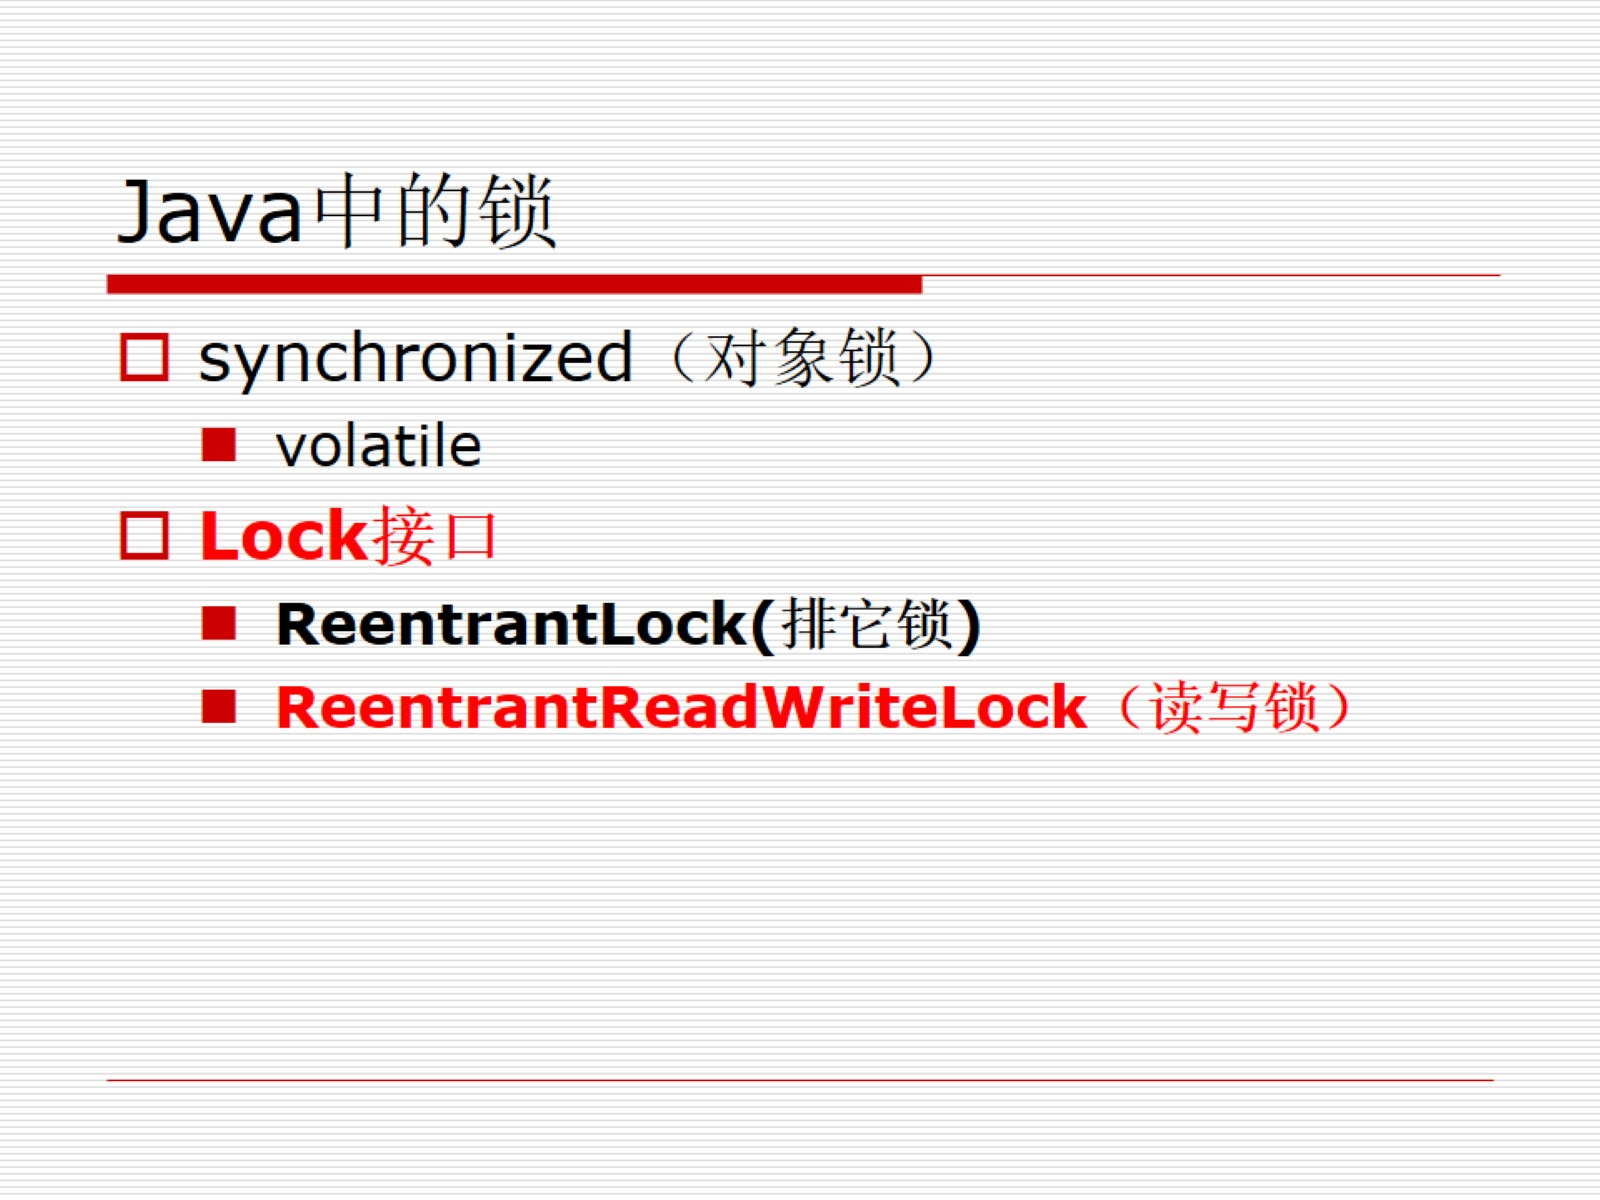 Java中的锁
synchronized（对象锁）
volatile
Lock接口
ReentrantLock(排它锁)
ReentrantReadWriteLock（读写锁）